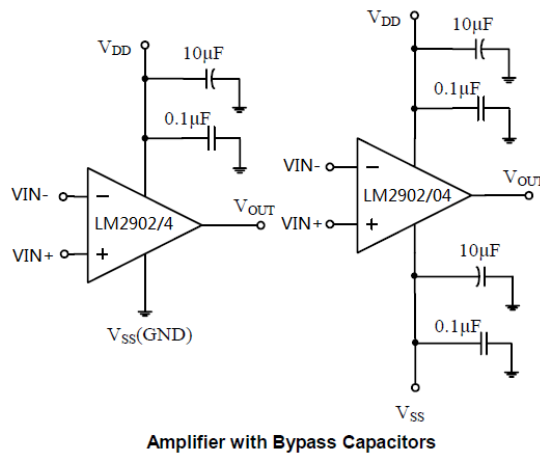 VDD
10μF
0.1μF
VIN-
LM2902/4
VOUT
VIN+
VSS(GND)
VDD
10μF
0.1μF
VIN-
LM2902/04
VOUT
VIN+
10μF
0.1μF
VSS
Amplifier with Bypass Capacitors